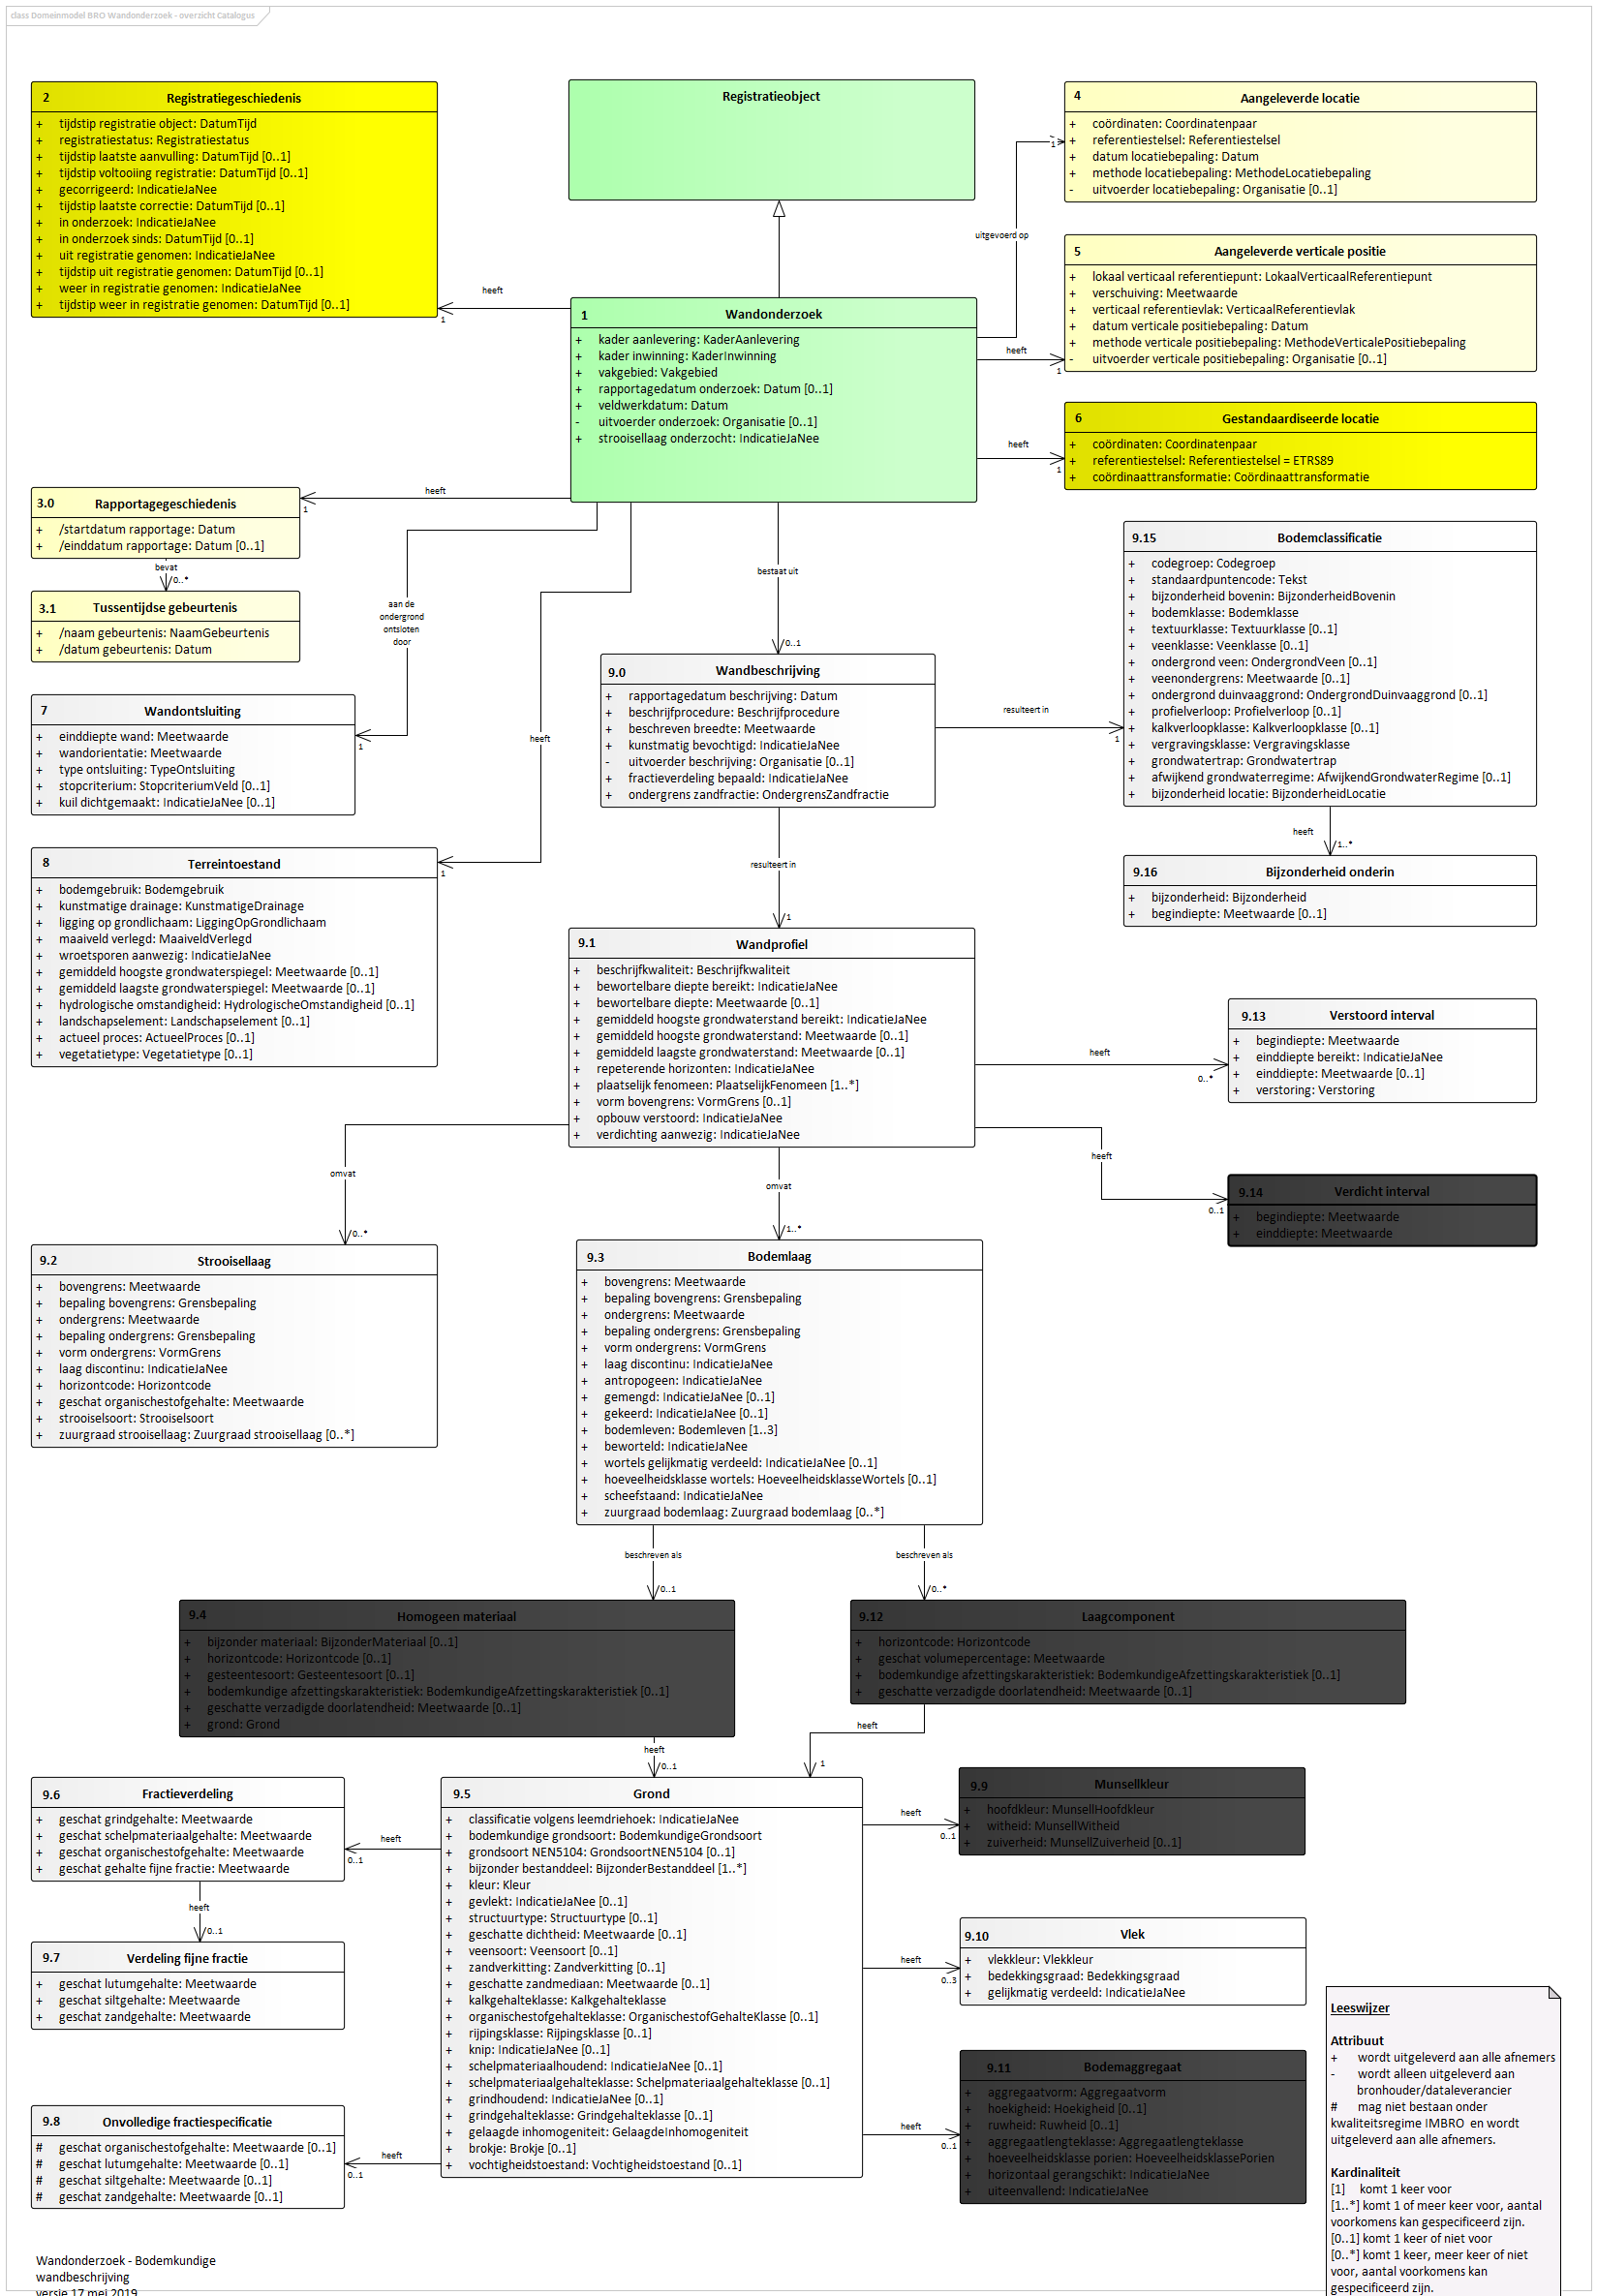 class Domeinmodel BRO Wandonderzoek - overzicht Catalogus
2 Registratiegeschiedenis
+ tijdstip registratie object: DatumTijd
+ registratiestatus: Registratiestatus
+ tijdstip laatste aanvulling: DatumTijd [0..1]
+ tijdstip voltooiing registratie: DatumTijd [0..1]
+ gecorrigeerd: IndicatieJaNee
+ tijdstip laatste correctie: DatumTijd [0..1]
+ in onderzoek: IndicatieJaNee
+ in onderzoek sinds: DatumTijd [0..1]
+ uit registratie genomen: IndicatieJaNee
+ tijdstip uit registratie genomen: DatumTijd [0..1]
+ weer in registratie genomen: IndicatieJaNee
+ tijdstip weer in registratie genomen: DatumTijd [0..1]
Registratieobject
4 Aangeleverde locatie
+ coördinaten: Coordinatenpaar
+ referentiestelsel: Referentiestelsel
+ datum locatiebepaling: Datum
+ methode locatiebepaling: MethodeLocatiebepaling
- uitvoerder locatiebepaling: Organisatie [0..1]
1
uitgevoerd op
5 Aangeleverde verticale positie
+ lokaal verticaal referentiepunt: LokaalVerticaalReferentiepunt
+ verschuiving: Meetwaarde
+ verticaal referentievlak: VerticaalReferentievlak
+ datum verticale positiebepaling: Datum
+ methode verticale positiebepaling: MethodeVerticalePositiebepaling
- uitvoerder verticale positiebepaling: Organisatie [0..1]
heeft
1
heeft
1
1 Wandonderzoek
+ kader aanlevering: KaderAanlevering
+ kader inwinning: KaderInwinning
+ vakgebied: Vakgebied
+ rapportagedatum onderzoek: Datum [0..1]
+ veldwerkdatum: Datum
- uitvoerder onderzoek: Organisatie [0..1]
+ strooisellaag onderzocht: IndicatieJaNee
6 Gestandaardiseerde locatie
+ coördinaten: Coordinatenpaar
+ referentiestelsel: Referentiestelsel = ETRS89
+ coördinaattransformatie: Coördinaattransformatie
heeft
1
3.0 Rapportagegeschiedenis
+ /startdatum rapportage: Datum
+ /einddatum rapportage: Datum [0..1]
heeft
1
bevat
0..*
3.1 Tussentijdse gebeurtenis
+ /naam gebeurtenis: NaamGebeurtenis
+ /datum gebeurtenis: Datum
aan de
ondergrond
ontsloten
door
1
bestaat uit
0..1
9.15 Bodemclassificatie
+ codegroep: Codegroep
+ standaardpuntencode: Tekst
+ bijzonderheid bovenin: BijzonderheidBovenin
+ bodemklasse: Bodemklasse
+ textuurklasse: Textuurklasse [0..1]
+ veenklasse: Veenklasse [0..1]
+ ondergrond veen: OndergrondVeen [0..1]
+ veenondergrens: Meetwaarde [0..1]
+ ondergrond duinvaaggrond: OndergrondDuinvaaggrond [0..1]
+ profielverloop: Profielverloop [0..1]
+ kalkverloopklasse: Kalkverloopklasse [0..1]
+ vergravingsklasse: Vergravingsklasse
+ grondwatertrap: Grondwatertrap
+ afwijkend grondwaterregime: AfwijkendGrondwaterRegime [0..1]
+ bijzonderheid locatie: BijzonderheidLocatie
7 Wandontsluiting
+ einddiepte wand: Meetwaarde
+ wandorientatie: Meetwaarde
+ type ontsluiting: TypeOntsluiting
+ stopcriterium: StopcriteriumVeld [0..1]
+ kuil dichtgemaakt: IndicatieJaNee [0..1]
9.0 Wandbeschrijving
+ rapportagedatum beschrijving: Datum
+ beschrijfprocedure: Beschrijfprocedure
+ beschreven breedte: Meetwaarde
+ kunstmatig bevochtigd: IndicatieJaNee
- uitvoerder beschrijving: Organisatie [0..1]
+ fractieverdeling bepaald: IndicatieJaNee
+ ondergrens zandfractie: OndergrensZandfractie
resulteert in
1
heeft
1
heeft
1..*
8 Terreintoestand
+ bodemgebruik: Bodemgebruik
+ kunstmatige drainage: KunstmatigeDrainage
+ ligging op grondlichaam: LiggingOpGrondlichaam
+ maaiveld verlegd: MaaiveldVerlegd
+ wroetsporen aanwezig: IndicatieJaNee
+ gemiddeld hoogste grondwaterspiegel: Meetwaarde [0..1]
+ gemiddeld laagste grondwaterspiegel: Meetwaarde [0..1]
+ hydrologische omstandigheid: HydrologischeOmstandigheid [0..1]
+ landschapselement: Landschapselement [0..1]
+ actueel proces: ActueelProces [0..1]
+ vegetatietype: Vegetatietype [0..1]
resulteert in
1
9.16 Bijzonderheid onderin
+ bijzonderheid: Bijzonderheid
+ begindiepte: Meetwaarde [0..1]
9.1 Wandprofiel
+ beschrijfkwaliteit: Beschrijfkwaliteit
+ bewortelbare diepte bereikt: IndicatieJaNee
+ bewortelbare diepte: Meetwaarde [0..1]
+ gemiddeld hoogste grondwaterstand bereikt: IndicatieJaNee
+ gemiddeld hoogste grondwaterstand: Meetwaarde [0..1]
+ gemiddeld laagste grondwaterstand: Meetwaarde [0..1]
+ repeterende horizonten: IndicatieJaNee
+ plaatselijk fenomeen: PlaatselijkFenomeen [1..*]
+ vorm bovengrens: VormGrens [0..1]
+ opbouw verstoord: IndicatieJaNee
+ verdichting aanwezig: IndicatieJaNee
9.13 Verstoord interval
+ begindiepte: Meetwaarde
+ einddiepte bereikt: IndicatieJaNee
+ einddiepte: Meetwaarde [0..1]
+ verstoring: Verstoring
heeft
0..*
heeft
0..1
9.14 Verdicht interval
+ begindiepte: Meetwaarde
+ einddiepte: Meetwaarde
omvat
0..*
omvat
1..*
9.2 Strooisellaag
+ bovengrens: Meetwaarde
+ bepaling bovengrens: Grensbepaling
+ ondergrens: Meetwaarde
+ bepaling ondergrens: Grensbepaling
+ vorm ondergrens: VormGrens
+ laag discontinu: IndicatieJaNee
+ horizontcode: Horizontcode
+ geschat organischestofgehalte: Meetwaarde
+ strooiselsoort: Strooiselsoort
+ zuurgraad strooisellaag: Zuurgraad strooisellaag [0..*]
9.3 Bodemlaag
+ bovengrens: Meetwaarde
+ bepaling bovengrens: Grensbepaling
+ ondergrens: Meetwaarde
+ bepaling ondergrens: Grensbepaling
+ vorm ondergrens: VormGrens
+ laag discontinu: IndicatieJaNee
+ antropogeen: IndicatieJaNee
+ gemengd: IndicatieJaNee [0..1]
+ gekeerd: IndicatieJaNee [0..1]
+ bodemleven: Bodemleven [1..3]
+ beworteld: IndicatieJaNee
+ wortels gelijkmatig verdeeld: IndicatieJaNee [0..1]
+ hoeveelheidsklasse wortels: HoeveelheidsklasseWortels [0..1]
+ scheefstaand: IndicatieJaNee
+ zuurgraad bodemlaag: Zuurgraad bodemlaag [0..*]
beschreven als
0..1
beschreven als
0..*
9.4 Homogeen materiaal
+ bijzonder materiaal: BijzonderMateriaal [0..1]
+ horizontcode: Horizontcode [0..1]
+ gesteentesoort: Gesteentesoort [0..1]
+ bodemkundige afzettingskarakteristiek: BodemkundigeAfzettingskarakteristiek [0..1]
+ geschatte verzadigde doorlatendheid: Meetwaarde [0..1]
+ grond: Grond
9.12 Laagcomponent
+ horizontcode: Horizontcode
+ geschat volumepercentage: Meetwaarde
+ bodemkundige afzettingskarakteristiek: BodemkundigeAfzettingskarakteristiek [0..1]
+ geschatte verzadigde doorlatendheid: Meetwaarde [0..1]
heeft
0..1
heeft
1
9.6 Fractieverdeling
+ geschat grindgehalte: Meetwaarde
+ geschat schelpmateriaalgehalte: Meetwaarde
+ geschat organischestofgehalte: Meetwaarde
+ geschat gehalte fijne fractie: Meetwaarde
heeft
0..1
heeft
0..1
9.7 Verdeling fijne fractie
+ geschat lutumgehalte: Meetwaarde
+ geschat siltgehalte: Meetwaarde
+ geschat zandgehalte: Meetwaarde
9.8 Onvolledige fractiespecificatie
# geschat organischestofgehalte: Meetwaarde [0..1]
# geschat lutumgehalte: Meetwaarde [0..1]
# geschat siltgehalte: Meetwaarde [0..1]
# geschat zandgehalte: Meetwaarde [0..1]
heeft
0..1
9.5 Grond
+ classificatie volgens leemdriehoek: IndicatieJaNee
+ bodemkundige grondsoort: BodemkundigeGrondsoort
+ grondsoort NEN5104: GrondsoortNEN5104 [0..1]
+ bijzonder bestanddeel: BijzonderBestanddeel [1..*]
+ kleur: Kleur
+ gevlekt: IndicatieJaNee [0..1]
+ structuurtype: Structuurtype [0..1]
+ geschatte dichtheid: Meetwaarde [0..1]
+ veensoort: Veensoort [0..1]
+ zandverkitting: Zandverkitting [0..1]
+ geschatte zandmediaan: Meetwaarde [0..1]
+ kalkgehalteklasse: Kalkgehalteklasse
+ organischestofgehalteklasse: OrganischestofGehalteKlasse [0..1]
+ rijpingsklasse: Rijpingsklasse [0..1]
+ knip: IndicatieJaNee [0..1]
+ schelpmateriaalhoudend: IndicatieJaNee [0..1]
+ schelpmateriaalgehalteklasse: Schelpmateriaalgehalteklasse [0..1]
+ grindhoudend: IndicatieJaNee [0..1]
+ grindgehalteklasse: Grindgehalteklasse [0..1]
+ gelaagde inhomogeniteit: GelaagdeInhomogeniteit
+ brokje: Brokje [0..1]
+ vochtigheidstoestand: Vochtigheidstoestand [0..1]
heeft
0..1
9.9 Munsellkleur
+ hoofdkleur: MunsellHoofdkleur
+ witheid: MunsellWitheid
+ zuiverheid: MunsellZuiverheid [0..1]
heeft
0..3
9.10 Vlek
+ vlekkleur: Vlekkleur
+ bedekkingsgraad: Bedekkingsgraad
+ gelijkmatig verdeeld: IndicatieJaNee
heeft
0..1
9.11 Bodemaggregaat
+ aggregaatvorm: Aggregaatvorm
+ hoekigheid: Hoekigheid [0..1]
+ ruwheid: Ruwheid [0..1]
+ aggregaatlengteklasse: Aggregaatlengteklasse
+ hoeveelheidsklasse porien: HoeveelheidsklassePorien
+ horizontaal gerangschikt: IndicatieJaNee
+ uiteenvallend: IndicatieJaNee
Leeswijzer
Attribuut
+ wordt uitgeleverd aan alle afnemers
- wordt alleen uitgeleverd aan
bronhouder/dataleverancier
# mag niet bestaan onder
kwaliteitsregime IMBRO en wordt
uitgeleverd aan alle afnemers.
Kardinaliteit
[1] komt 1 keer voor
[1..*] komt 1 of meer keer voor, aantal
voorkomens kan gespecificeerd zijn.
[0..1] komt 1 keer of niet voor
[0..*] komt 1 keer, meer keer of niet
voor, aantal voorkomens kan
gespecificeerd zijn.
Wandonderzoek - Bodemkundige
wandbeschrijving
versie 17 mei 2019